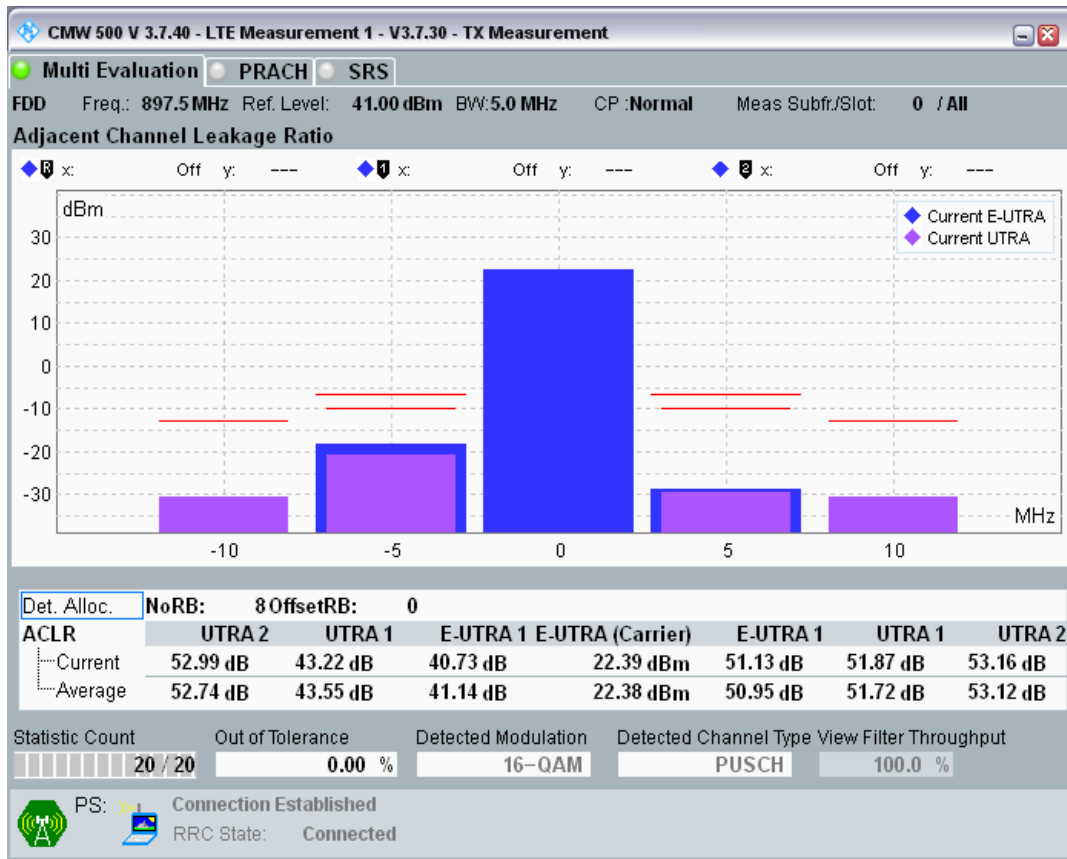 CMW 500 V 3.7.40 - LTE Measurement 1 - V3.7.30 - TX Measurement
Multi Evaluation PRACH SRS
FDD Freq.: 897.5 MHz Ref. Level: 41.00 dBm BW:5.0 MHz CP :Normal Meas Subfr./Slot: 0 / All
Adjacent Channel Leakage Ratio
R x: Off y: --- 1 x: Off y: --- 2 x: Off y: ---
dBm
Current E-UTRA
Current UTRA
30
20
10
0
-10
-20
-30
MHz
-10 -5 0 5 10
Det. Alloc. NoRB: 8 OffsetRB: 0
ACLR UTRA 2 UTRA 1 E-UTRA 1 E-UTRA (Carrier) E-UTRA 1 UTRA 1 UTRA 2
Current 52.99 dB 43.22 dB 40.73 dB 22.39 dBm 51.13 dB 51.87 dB 53.16 dB
Average 52.74 dB 43.55 dB 41.14 dB 22.38 dBm 50.95 dB 51.72 dB 53.12 dB
Statistic Count Out of Tolerance Detected Modulation Detected Channel Type View Filter Throughput
20 / 20 0.00 % 16-QAM PUSCH 100.0 %
PS: Connection Established
RRC State: Connected